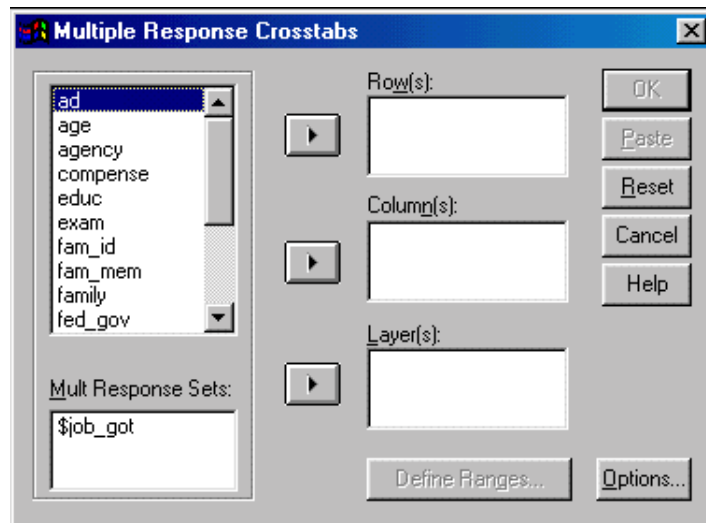 Multiple Response Crosstabs
ad
age
agency
compense
educ
exam
fam_id
fam_mem
family
fed_gov
Mult Response Sets:
$job_got
Row(s):
Column(s):
Layer(s):
Define Ranges...
OK
Paste
Reset
Cancel
Help
Options...